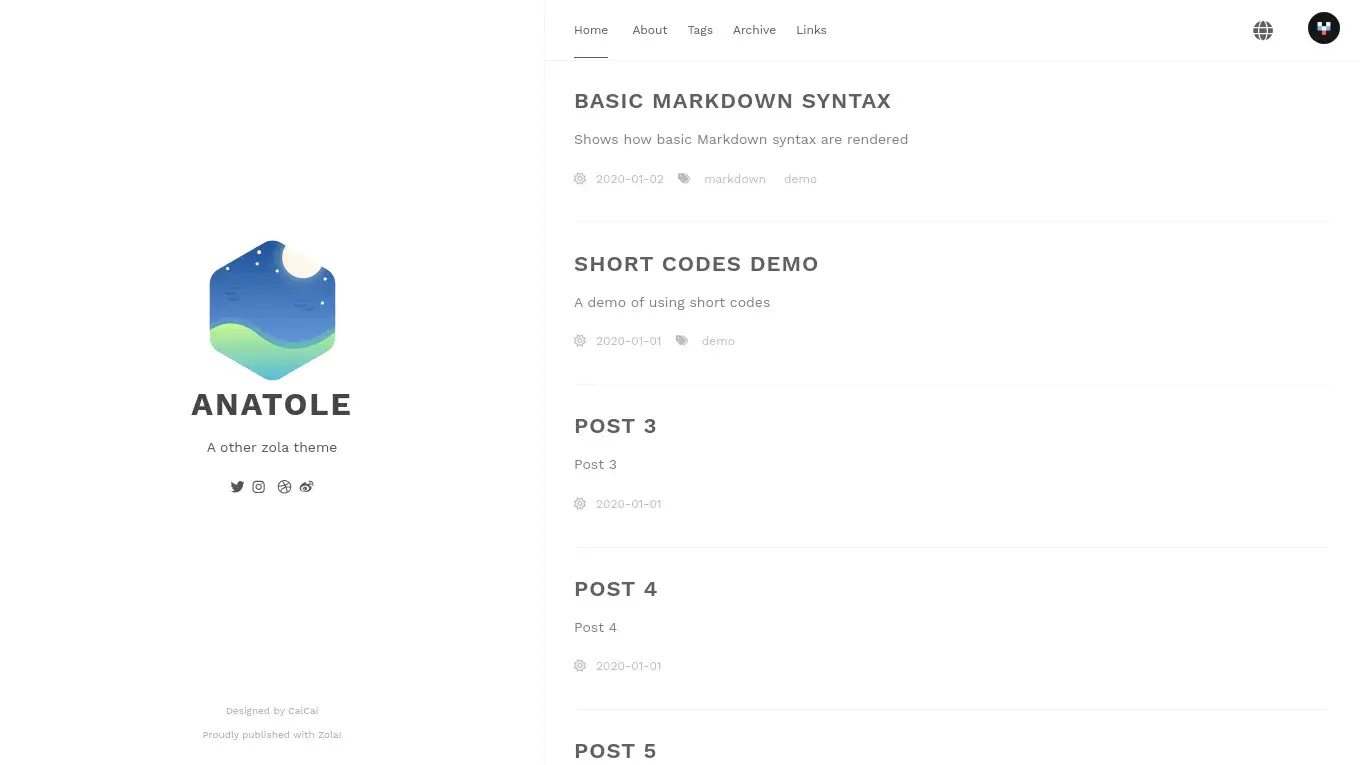 ANATOLE
A other zola theme
Designed by CaiCai
Proudly published with Zola!
Home About Tags Archive Links
BASIC MARKDOWN SYNTAX
Shows how basic Markdown syntax are rendered
2020-01-02 markdown demo
SHORT CODES DEMO
A demo of using short codes
2020-01-01 demo
POST 3
Post 3
2020-01-01
POST 4
Post 4
2020-01-01
POST 5